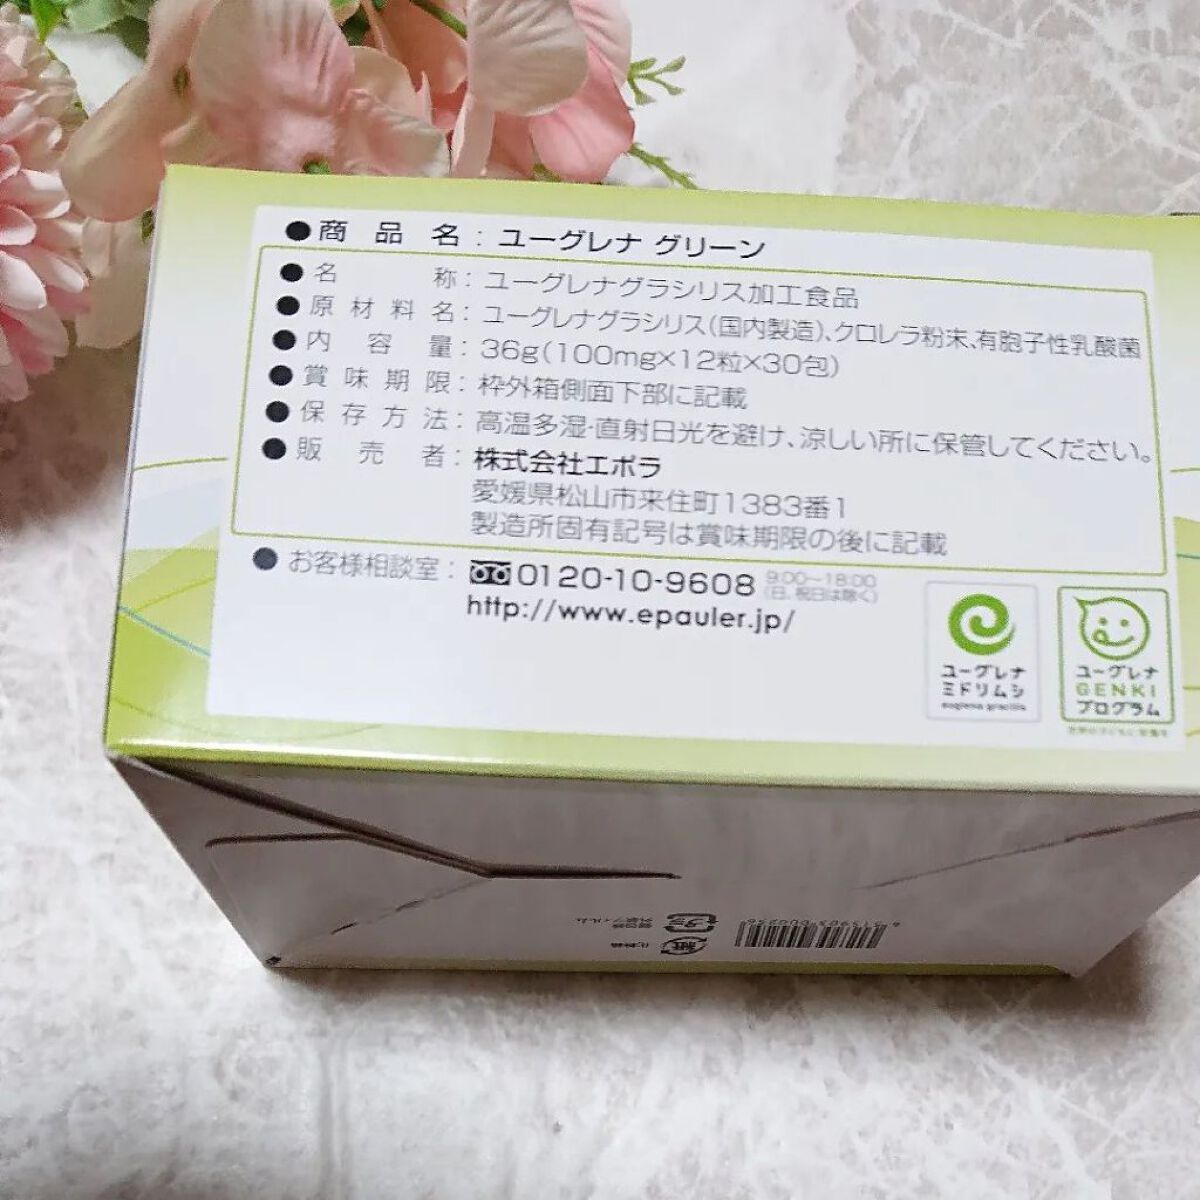 ●商品名：ユーグレナ グリーン
●名称：ユーグレナグラシリス加工食品
●原材料名：ユーグレナグラシリス(国内製造)、クロレラ粉末、有胞子性乳酸菌
●内容量：36g(100mg×12粒×30包)
●賞味期限：枠外箱側面下部に記載
●保存方法：高温多湿・直射日光を避け、涼しい所に保管してください。
●販売者：株式会社エポラ
愛媛県松山市来住町1383番1
製造所固有記号は賞味期限の後に記載
●お客様相談室：0120-10-9608 9:00～18:00
(日、祝日は除く)
http://www.epauler.jp/
ユーグレナ
ミドリムシ
euglena gracilis
ユーグレナ
GENKI
プログラム
紙
化粧箱
プラ